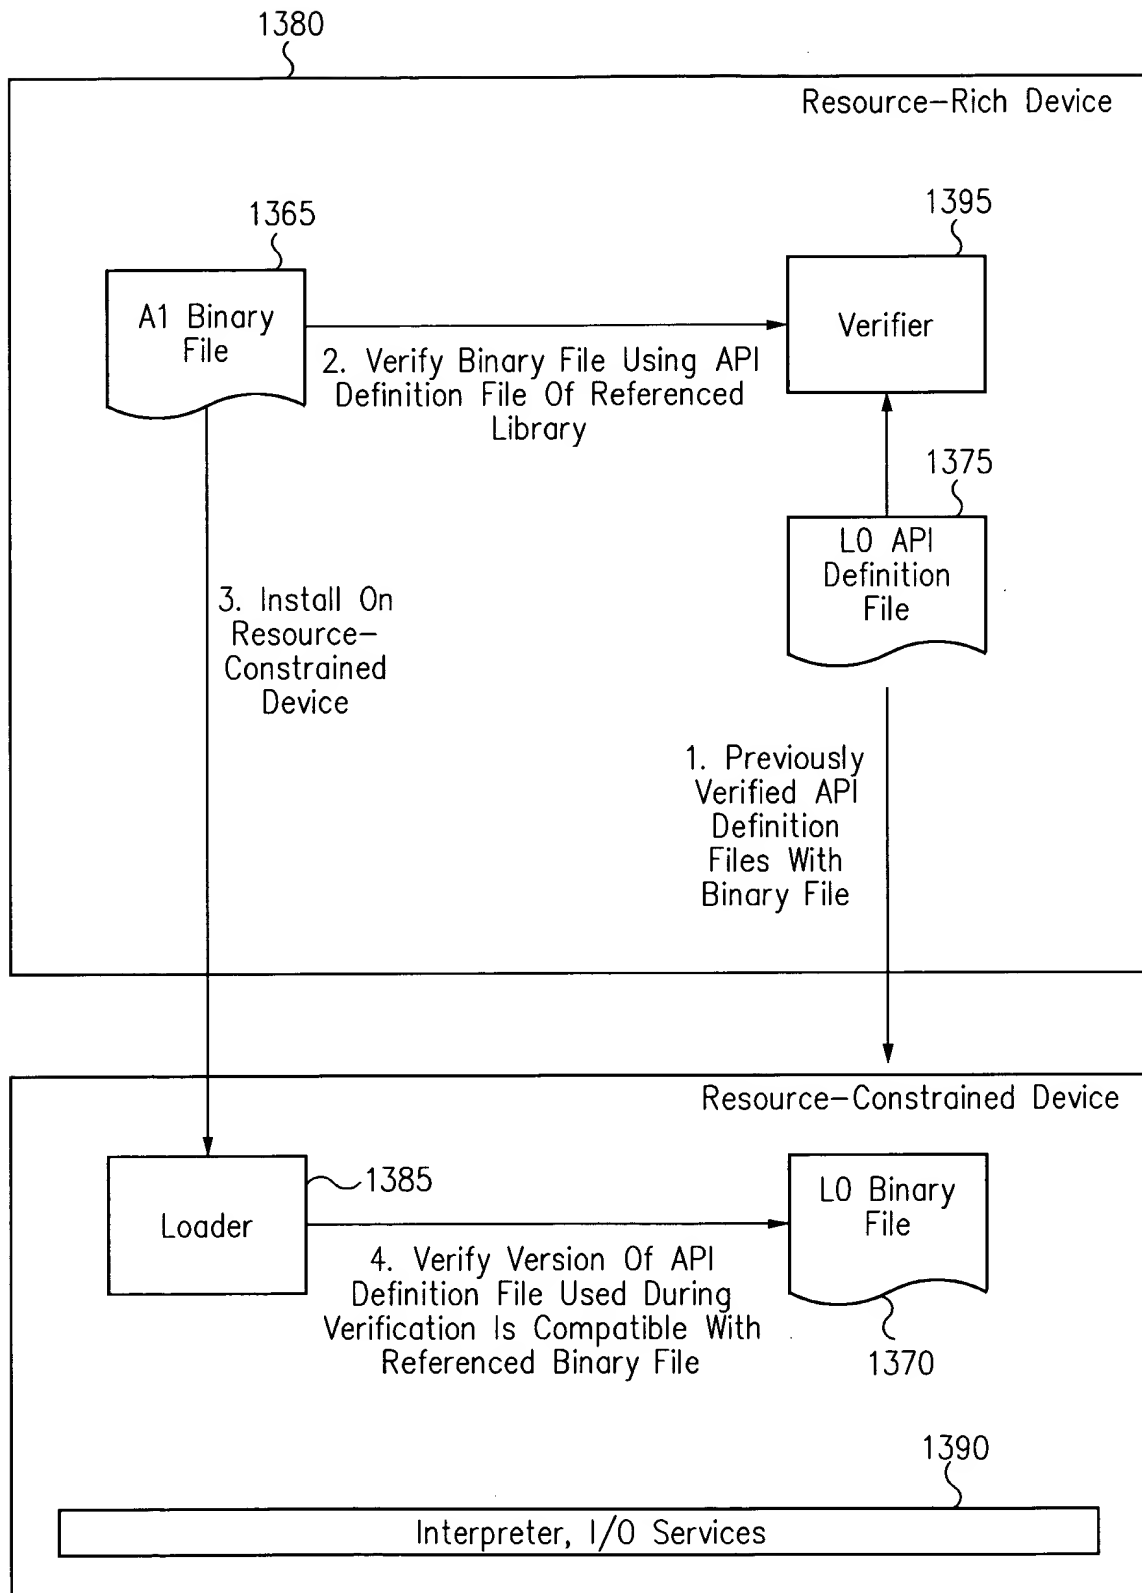 1380
Resource-Rich Device
1365
1395
A1 Binary
File
Verifier
2. Verify Binary File Using API
Definition File Of Referenced
Library
1375
L0 API
Definition
File
3. Install On
Resource-
Constrained
Device
1. Previously
Verified API
Definition
Files With
Binary File
Resource-Constrained Device
Loader
1385
L0 Binary
File
4. Verify Version Of API
Definition File Used During
Verification Is Compatible With
Referenced Binary File
1370
1390
Interpreter, I/O Services